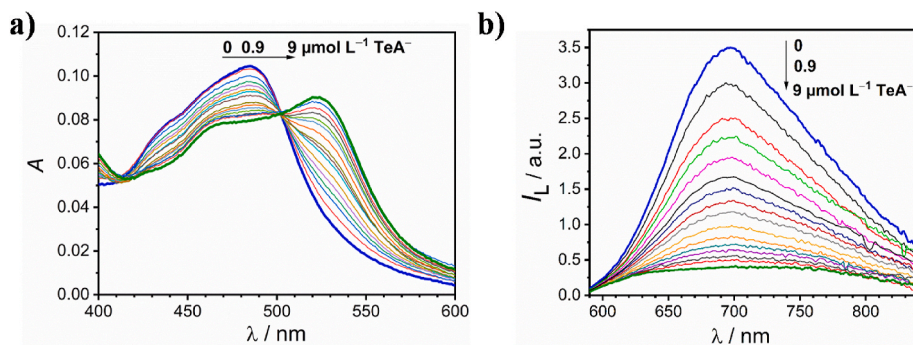 a)
0 0.9 9 µmol L⁻¹ TeA⁻
A
0.12
0.10
0.08
0.06
0.04
0.02
0.00
400 450 500 550 600
λ / nm
b)
0
0.9
9 µmol L⁻¹ TeA⁻
I_L / a.u.
3.5
3.0
2.5
2.0
1.5
1.0
0.5
0.0
600 650 700 750 800
λ / nm